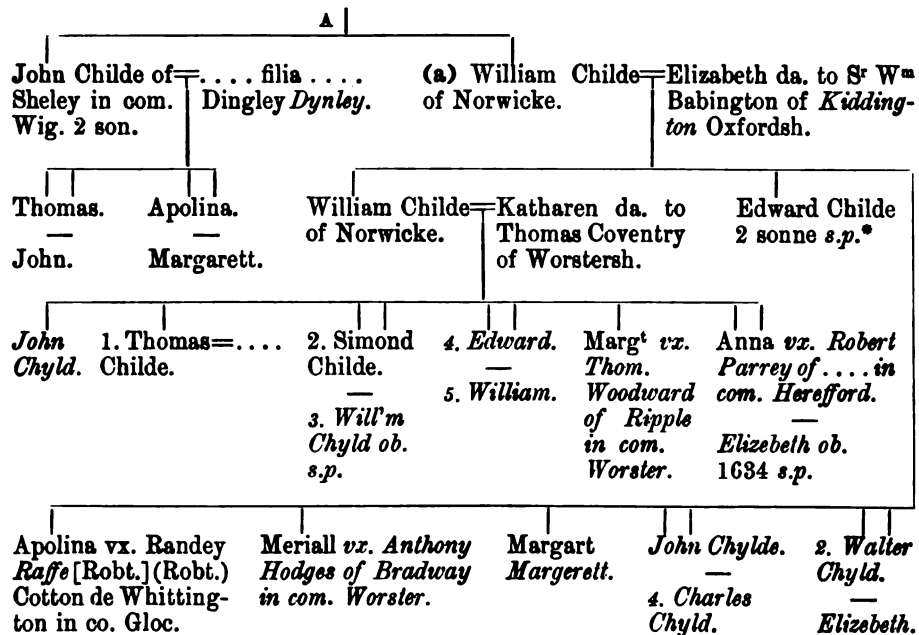 A
John Childe of=. . . . filia . . . .
Sheley in com. Dingley Dynley.
Wig. 2 son.
(a) William Childe=Elizabeth da. to Sʳ Wᵐ
of Norwicke. Babington of Kidding-
ton Oxfordsh.
Thomas.
—
John.
Apolina.
—
Margarett.
William Childe=Katharen da. to
of Norwicke. Thomas Coventry
of Worstersh.
Edward Childe
2 sonne s.p.*
John
Chyld.
1. Thomas=. . . .
Childe.
2. Simond
Childe.
—
3. Will'm
Chyld ob.
s.p.
4. Edward.
—
5. William.
Margᵗ vx.
Thom.
Woodward
of Ripple
in com.
Worster.
Anna vx. Robert
Parrey of . . . . in
com. Herefford.
—
Elizebeth ob.
1634 s.p.
Apolina vx. Randey
Raffe [Robt.] (Robt.)
Cotton de Whitting-
ton in co. Gloc.
Meriall vx. Anthony
Hodges of Bradway
in com. Worster.
Margart
Margerett.
John Chylde.
—
4. Charles
Chyld.
2. Walter
Chyld.
—
Elizabeth.